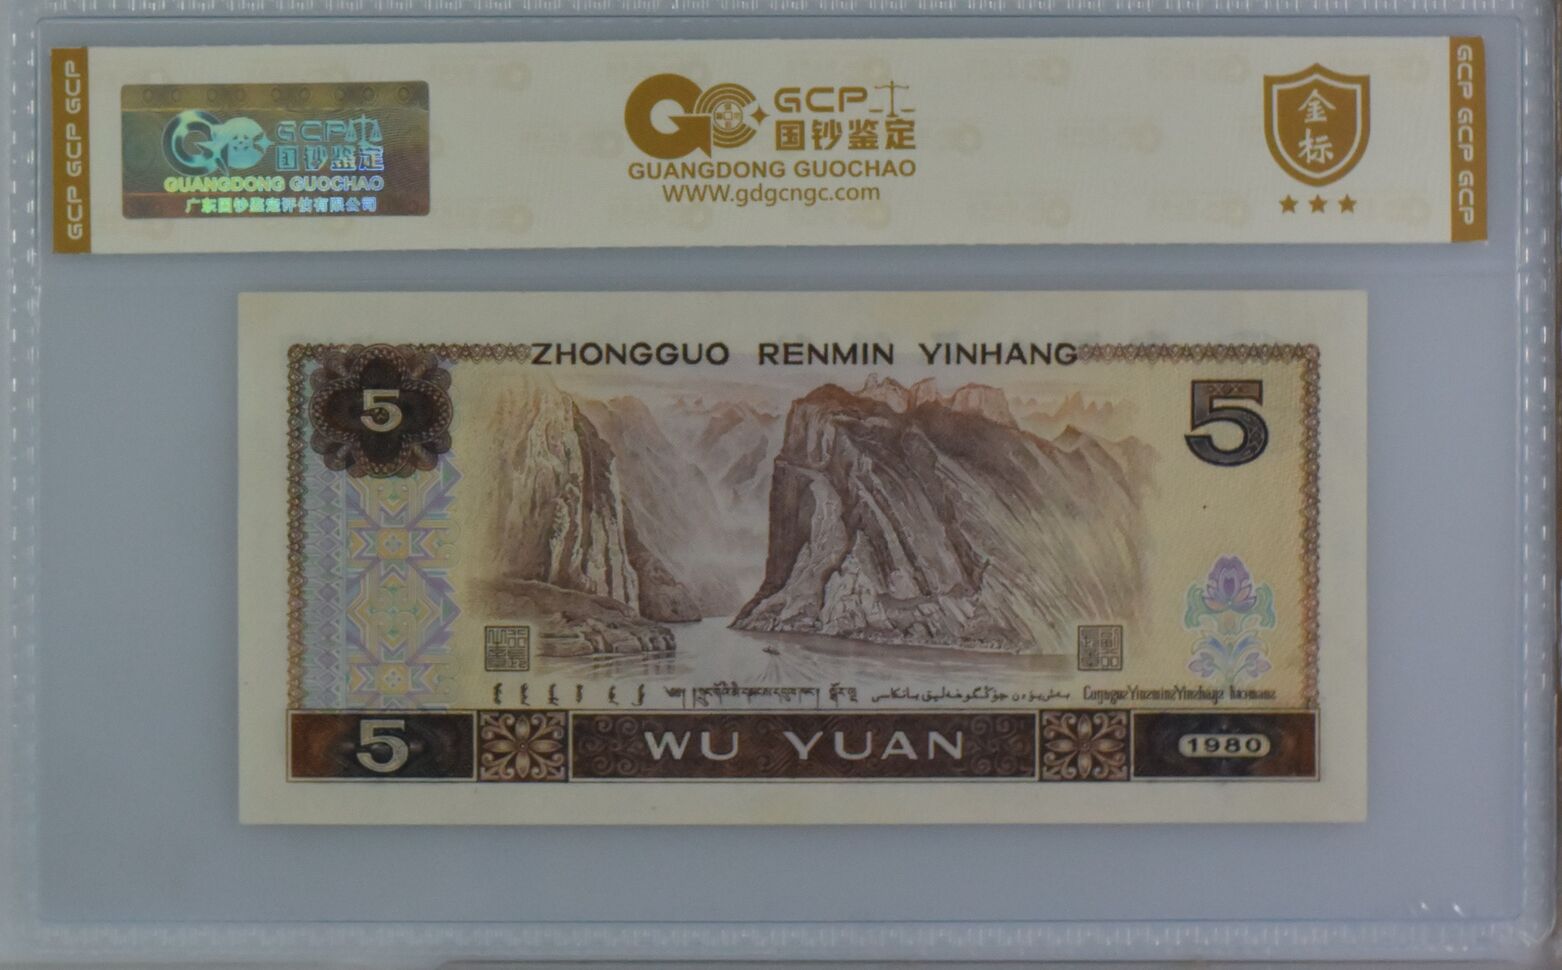 GCP GCP GCP
GCP 国钞鉴定
GUANGDONG GUOCHAO
广东国钞鉴定评估有限公司
GCP
国钞鉴定
GUANGDONG GUOCHAO
WWW.gdgcngc.com
金标
GCP GCP GCP
ZHONGGUO RENMIN YINHANG
5
5
5
WU YUAN
1980